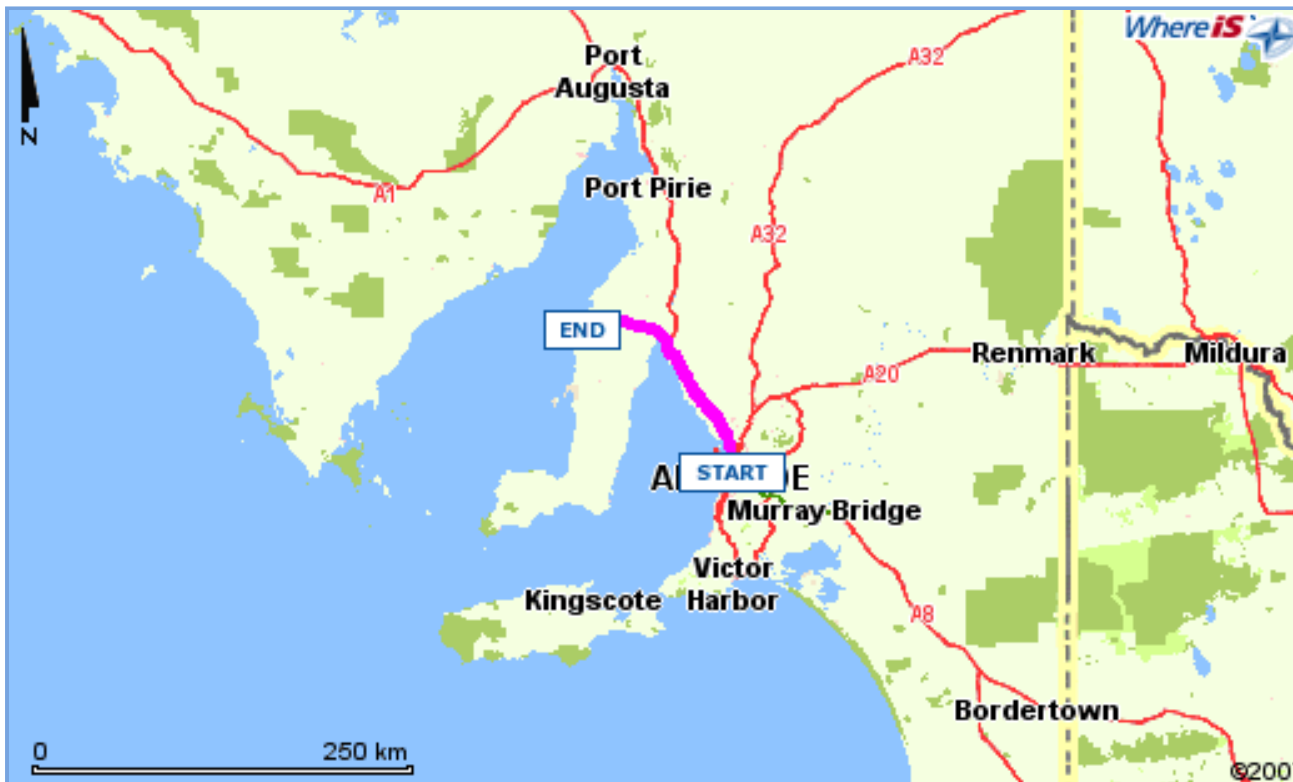 WhereiS
Port
Augusta
A32
Port Pirie
A1
A32
END
Renmark
Mildura
A20
START
Murray Bridge
Victor
Harbor
Kingscote
A8
Bordertown
0
250 km
N